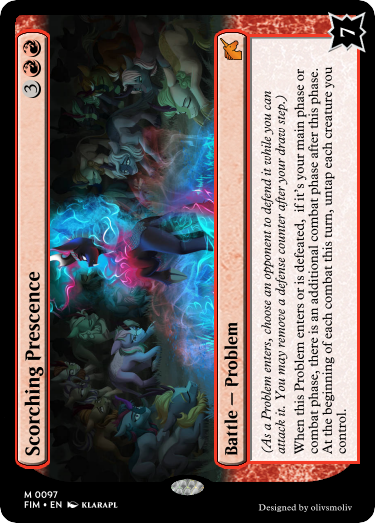 Scorching Prescence
3
Battle – Problem
(As a Problem enters, choose an opponent to defend it while you can
attack it. You may remove a defense counter after your draw step.)
When this Problem enters or is defeated, if it's your main phase or
combat phase, there is an additional combat phase after this phase.
At the beginning of each combat this turn, untap each creature you
control.
7
M 0097
FIM • EN KLARAPL
Designed by olivsmoliv